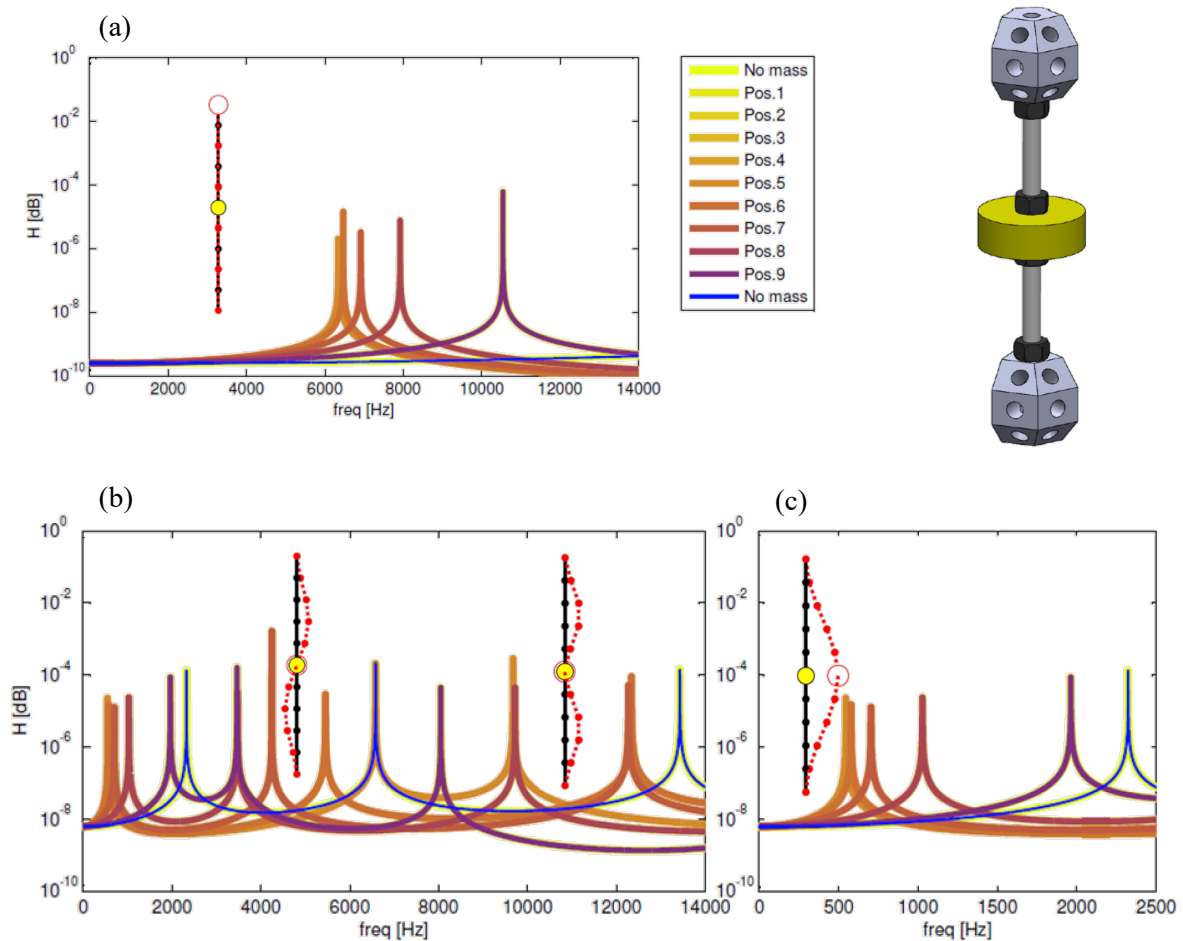 (a)
10^0
10^-2
10^-4
10^-6
10^-8
10^-10
H [dB]
0 2000 4000 6000 8000 10000 12000 14000
freq [Hz]
No mass
Pos.1
Pos.2
Pos.3
Pos.4
Pos.5
Pos.6
Pos.7
Pos.8
Pos.9
No mass
(b)
10^0
10^-2
10^-4
10^-6
10^-8
10^-10
H [dB]
0 2000 4000 6000 8000 10000 12000 14000
freq [Hz]
(c)
10^0
10^-2
10^-4
10^-6
10^-8
10^-10
H [dB]
0 500 1000 1500 2000 2500
freq [Hz]